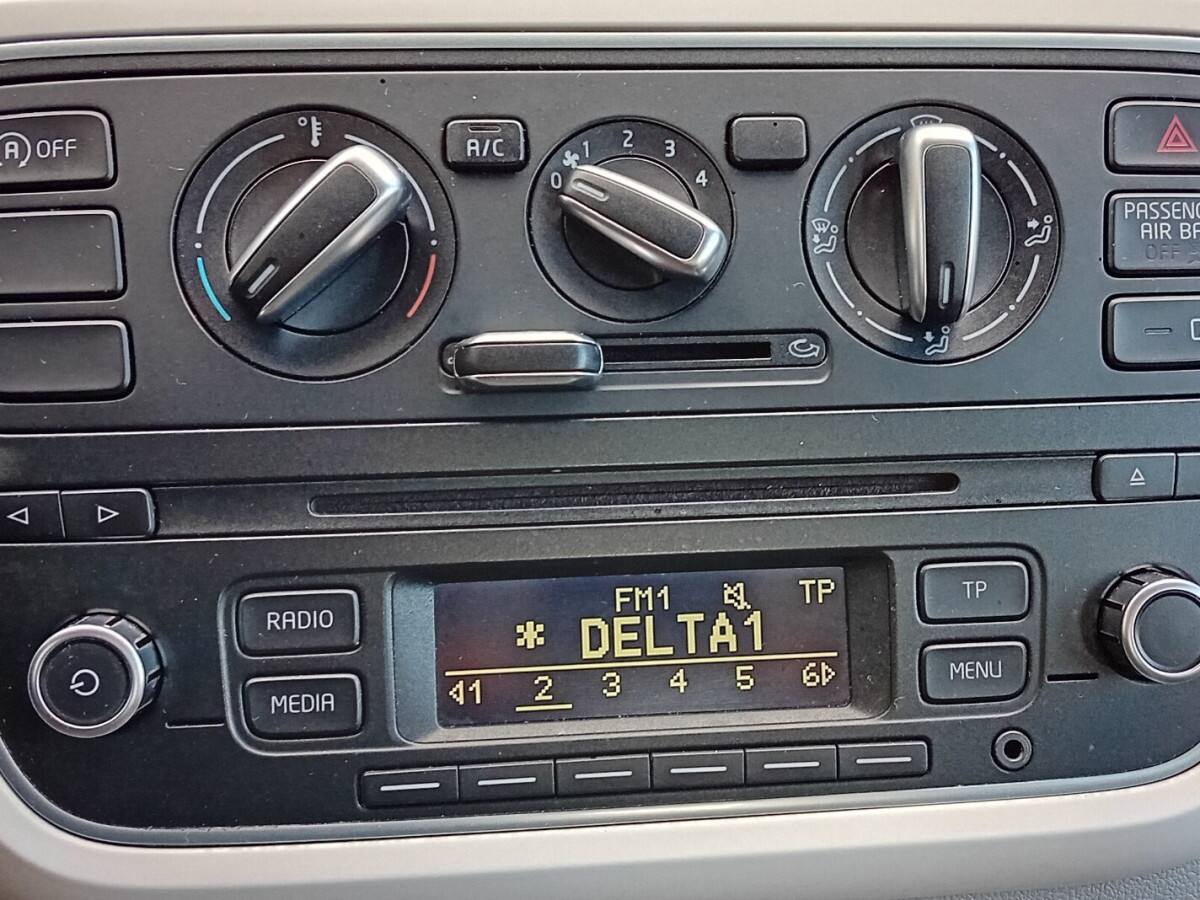 (A) OFF
A/C
0 1 2 3 4
PASSENG
AIR BA
OFF
RADIO
MEDIA
FM1 TP
* DELTA1
1 2 3 4 5 6
TP
MENU